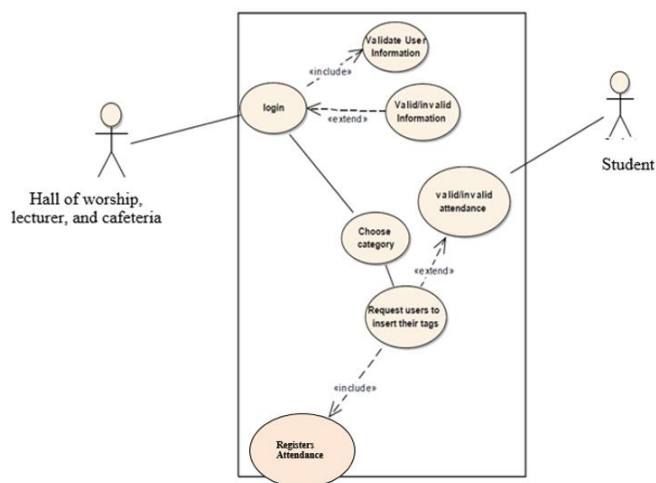 Validate User
Information
«include»
login
Valid/invalid
Information
«extend»
Hall of worship,
lecturer, and cafeteria
Student
valid/invalid
attendance
Choose
category
«extend»
Request users to
insert their tags
«include»
Registers
Attendance